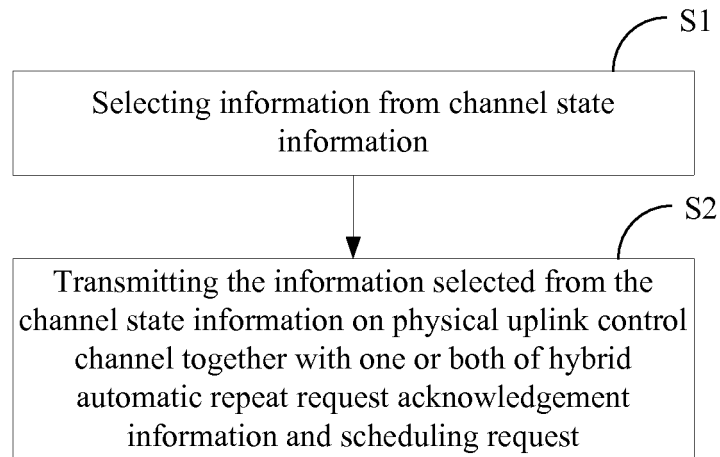 S1
Selecting information from channel state
information
S2
Transmitting the information selected from the
channel state information on physical uplink control
channel together with one or both of hybrid
automatic repeat request acknowledgement
information and scheduling request